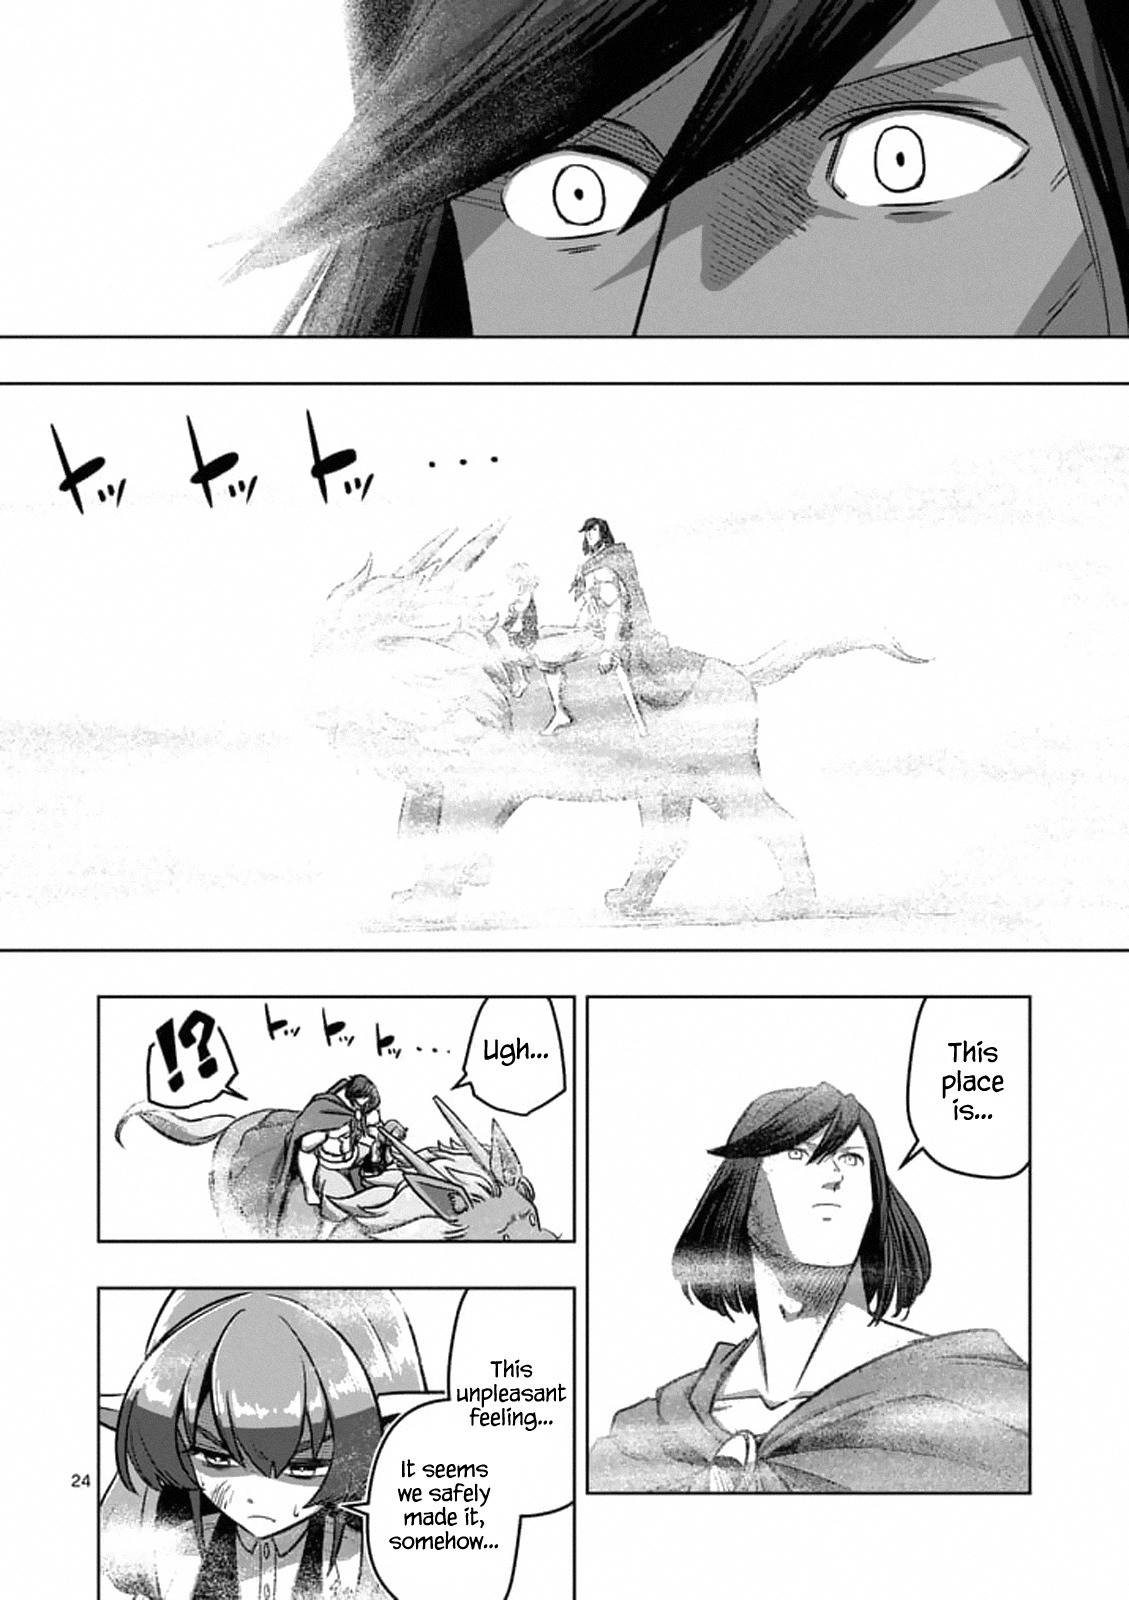 トッ トッ トッ ...
This
place
is...
Ugh...
トッ トッ トッ ...
!?
This
unpleasant
feeling...
It seems
we safely
made it,
somehow...
24